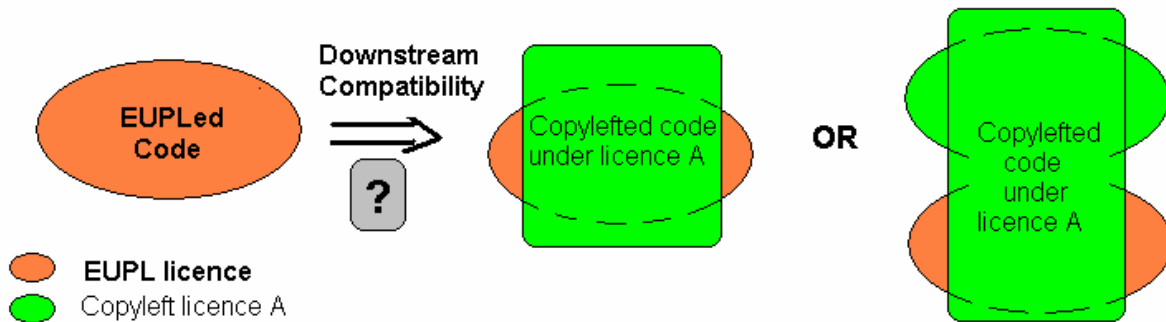 EUPLed
Code
Downstream
Compatibility
?
Copylefted code
under licence A
OR
Copylefted
code
under
licence A
EUPL licence
Copyleft licence A